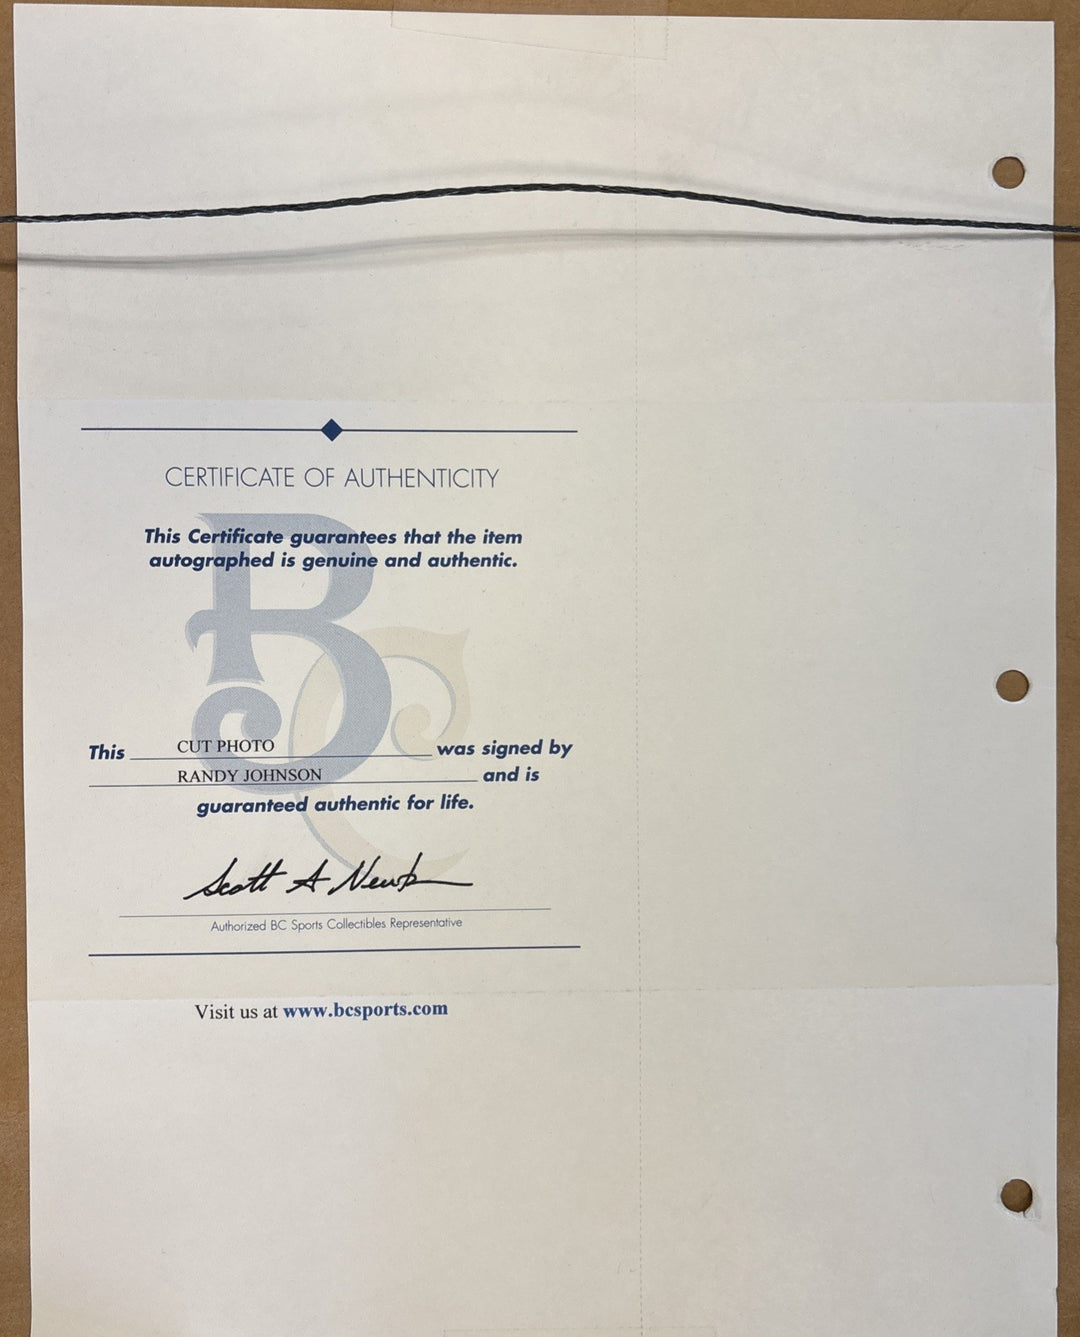 CERTIFICATE OF AUTHENTICITY
This Certificate guarantees that the item
autographed is genuine and authentic.
BC
This CUT PHOTO was signed by
RANDY JOHNSON and is
guaranteed authentic for life.
Scott A
Authorized BC Sports Collectibles Representative
Visit us at www.bcsports.com